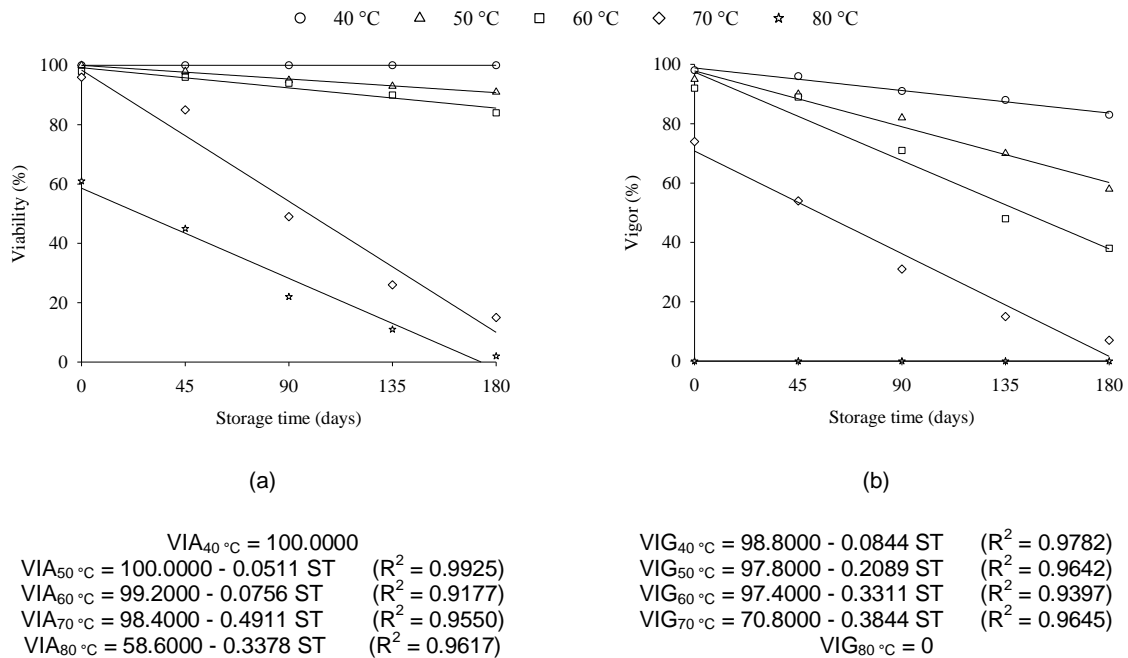 40 °C 50 °C 60 °C 70 °C 80 °C
100
80
60
40
20
0
Viability (%)
0 45 90 135 180
Storage time (days)
(a)
100
80
60
40
20
0
Vigor (%)
0 45 90 135 180
Storage time (days)
(b)
VIA40 °C = 100.0000
VIA50 °C = 100.0000 - 0.0511 ST (R² = 0.9925)
VIA60 °C = 99.2000 - 0.0756 ST (R² = 0.9177)
VIA70 °C = 98.4000 - 0.4911 ST (R² = 0.9550)
VIA80 °C = 58.6000 - 0.3378 ST (R² = 0.9617)
VIG40 °C = 98.8000 - 0.0844 ST (R² = 0.9782)
VIG50 °C = 97.8000 - 0.2089 ST (R² = 0.9642)
VIG60 °C = 97.4000 - 0.3311 ST (R² = 0.9397)
VIG70 °C = 70.8000 - 0.3844 ST (R² = 0.9645)
VIG80 °C = 0